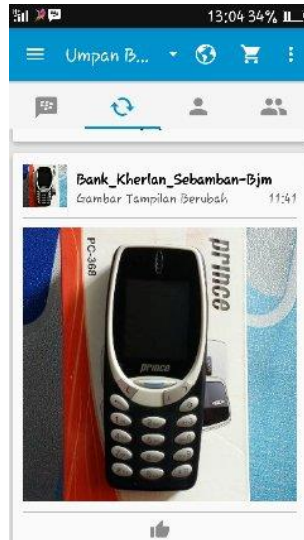 13:04 34%
Umpan B...
Bank_Kherlan_Sebamban-Bjm
Gambar Tampilan Berubah 11:41
PC-368
prince
prince